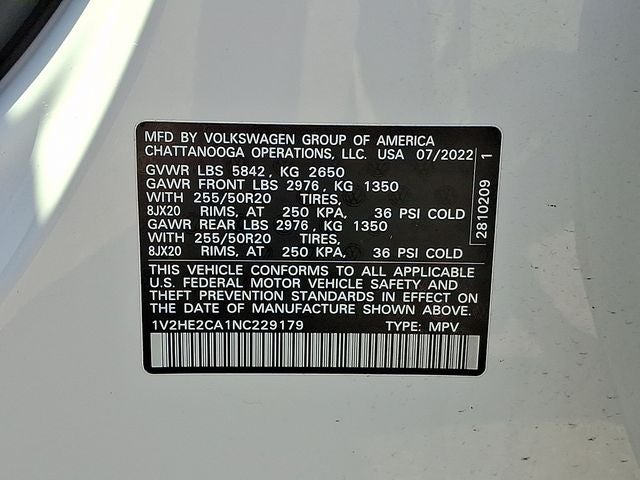 MFD BY VOLKSWAGEN GROUP OF AMERICA
CHATTANOOGA OPERATIONS, LLC. USA 07/2022
GVWR LBS 5842, KG 2650
GAWR FRONT LBS 2976, KG 1350
WITH 255/50R20 TIRES,
8JX20 RIMS, AT 250 KPA, 36 PSI COLD
GAWR REAR LBS 2976, KG 1350
WITH 255/50R20 TIRES,
8JX20 RIMS, AT 250 KPA, 36 PSI COLD
2810209 1
THIS VEHICLE CONFORMS TO ALL APPLICABLE
U.S. FEDERAL MOTOR VEHICLE SAFETY AND
THEFT PREVENTION STANDARDS IN EFFECT ON
THE DATE OF MANUFACTURE SHOWN ABOVE.
1V2HE2CA1NC229179 TYPE: MPV